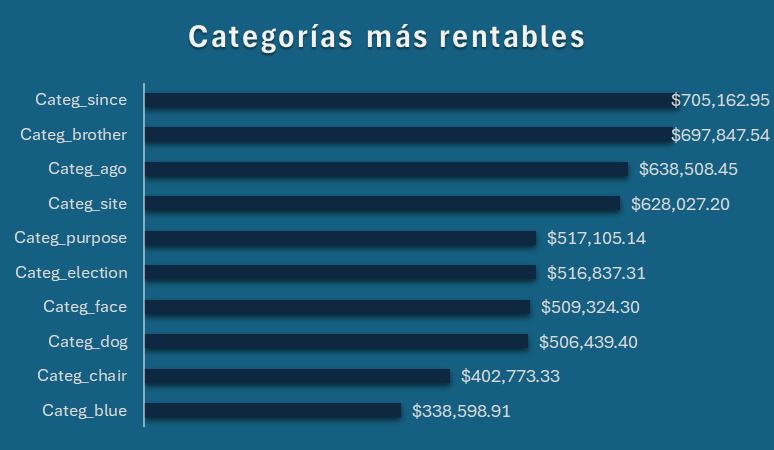 Categorías más rentables
Categ_since $705,162.95
Categ_brother $697,847.54
Categ_ago $638,508.45
Categ_site $628,027.20
Categ_purpose $517,105.14
Categ_election $516,837.31
Categ_face $509,324.30
Categ_dog $506,439.40
Categ_chair $402,773.33
Categ_blue $338,598.91